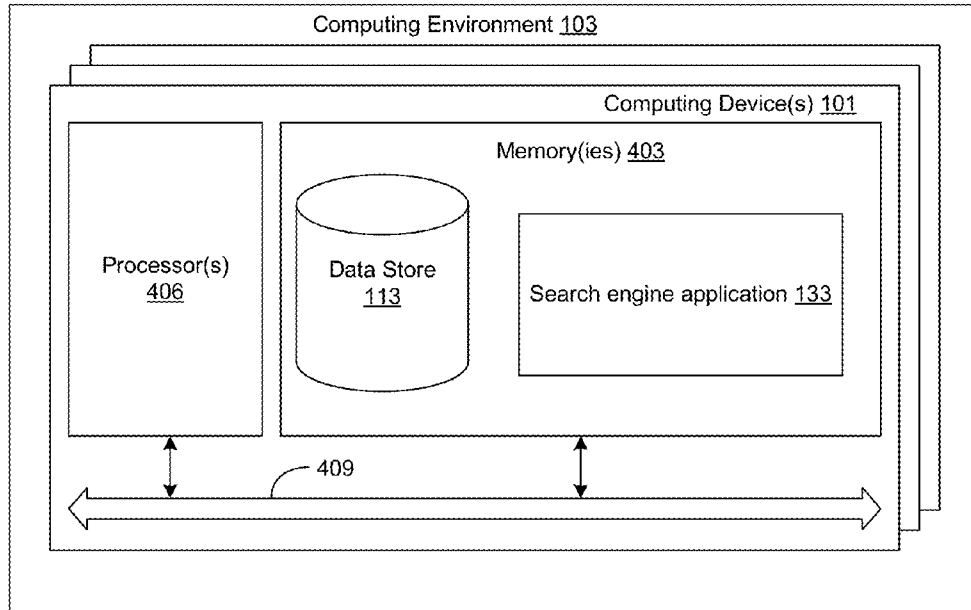 Computing Environment 103
Computing Device(s) 101
Memory(ies) 403
Processor(s)
406
Data Store
113
Search engine application 133
409